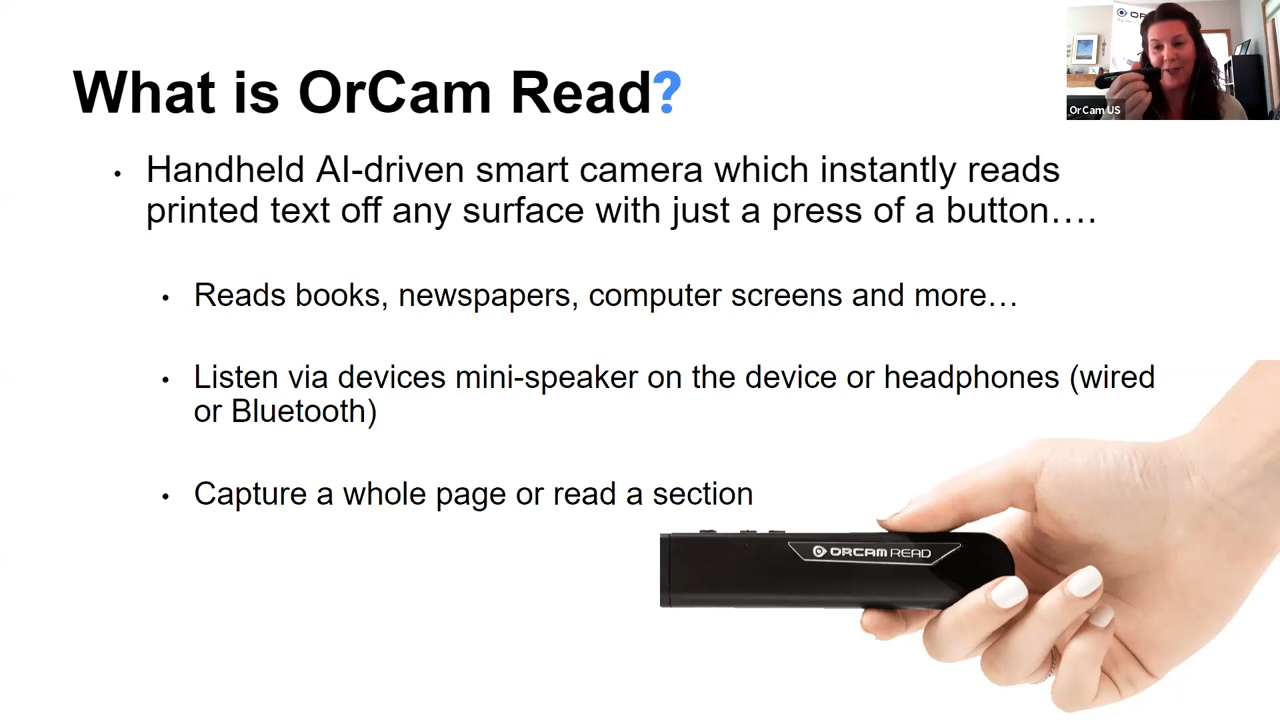 What is OrCam Read?
• Handheld AI-driven smart camera which instantly reads
printed text off any surface with just a press of a button….
• Reads books, newspapers, computer screens and more…
• Listen via devices mini-speaker on the device or headphones (wired
or Bluetooth)
• Capture a whole page or read a section
ORCAM READ
OrCam US